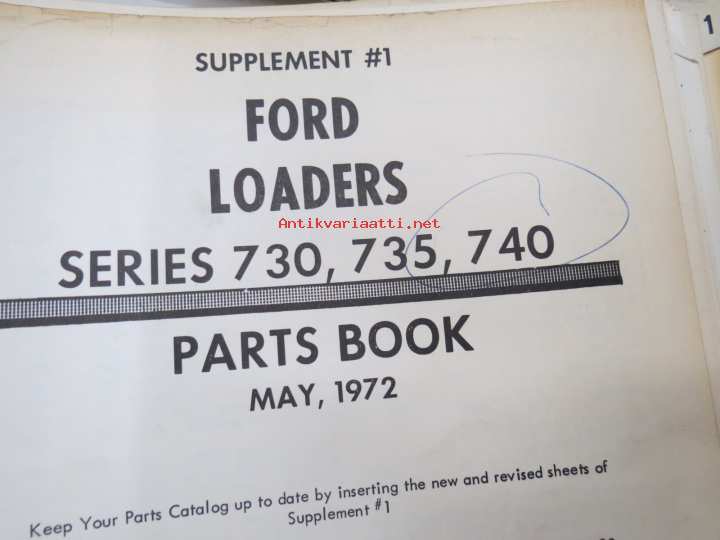 1
SUPPLEMENT #1
FORD
LOADERS
Antikvariaatti.net
SERIES 730, 735, 740
PARTS BOOK
MAY, 1972
Keep Your Parts Catalog up to date by inserting the new and revised sheets of
Supplement #1